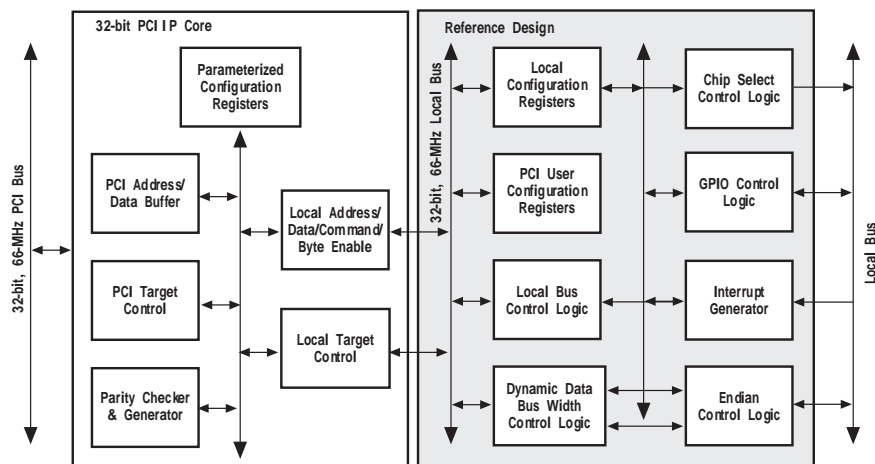 32-bit PCI IP Core
Reference Design
32-bit, 66-MHz PCI Bus
Parameterized
Configuration
Registers
PCI Address/
Data Buffer
Local Address/
Data/Command/
Byte Enable
PCI Target
Control
Local Target
Control
Parity Checker
& Generator
32-bit, 66-MHz Local Bus
Local
Configuration
Registers
Chip Select
Control Logic
PCI User
Configuration
Registers
GPIO Control
Logic
Local Bus
Control Logic
Interrupt
Generator
Dynamic Data
Bus Width
Control Logic
Endian
Control Logic
Local Bus